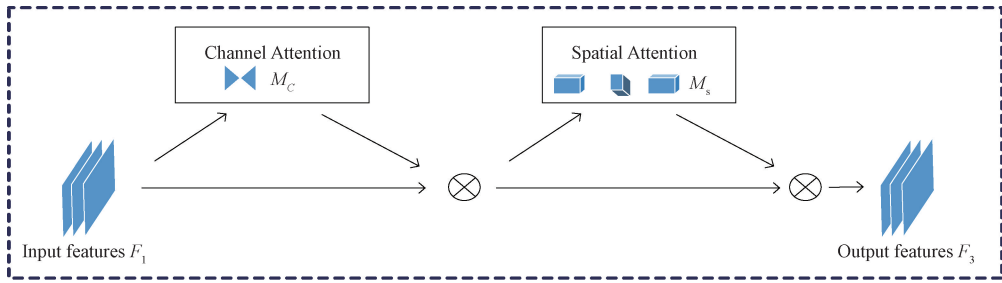 Channel Attention
M_C
Spatial Attention
M_s
Input features F_1
Output features F_3